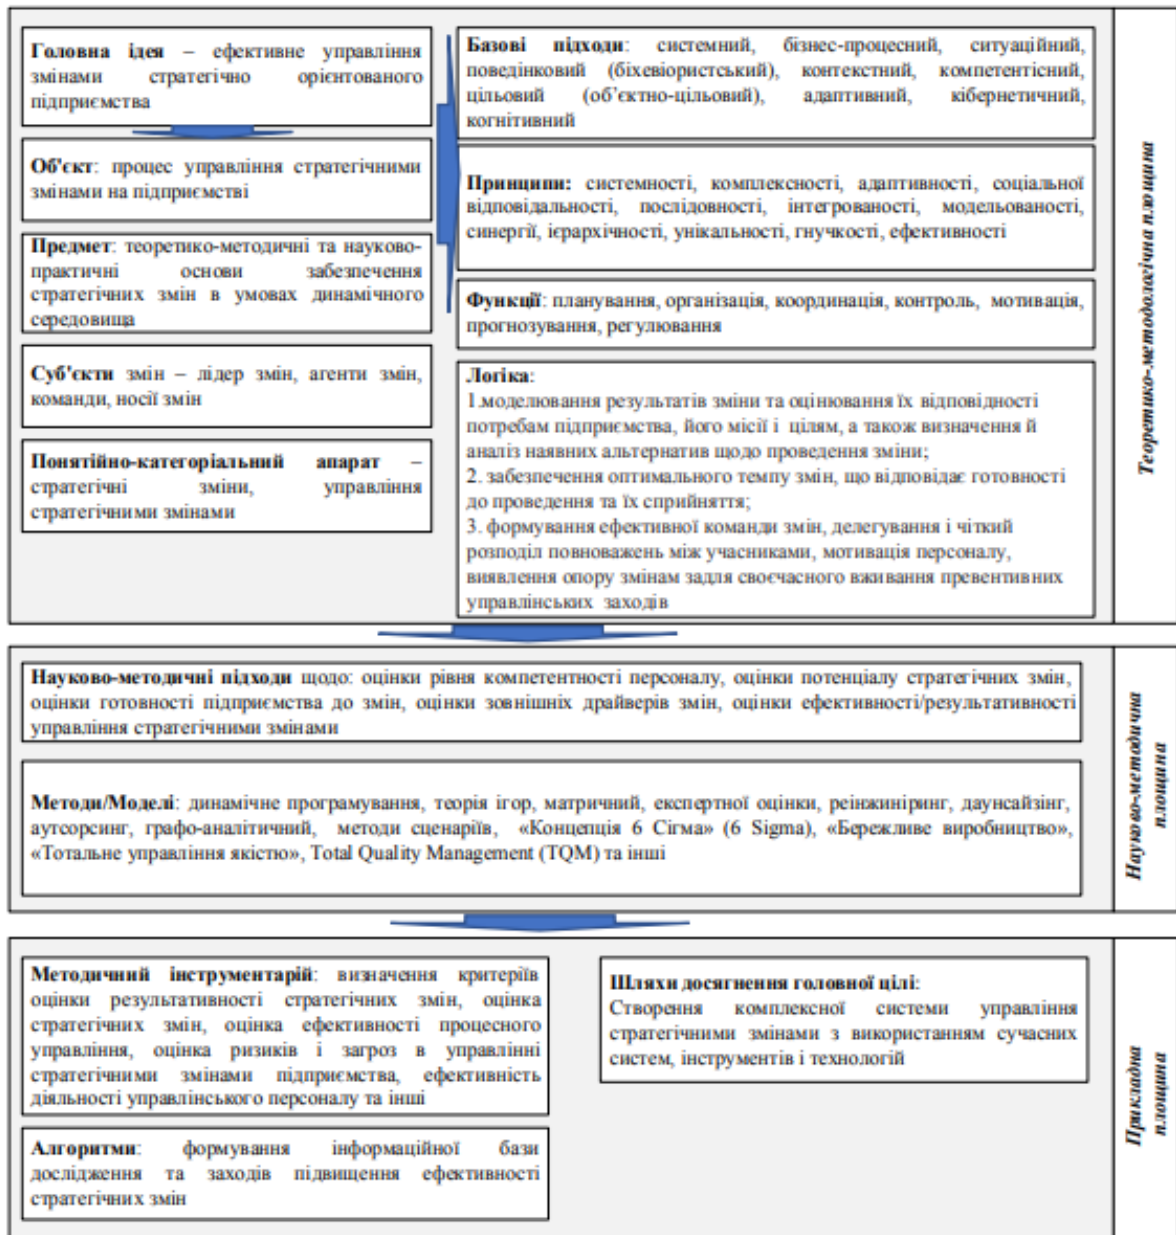 Головна ідея – ефективне управління
змінами стратегічно орієнтованого
підприємства
Об'єкт: процес управління стратегічними
змінами на підприємстві
Предмет: теоретико-методичні та науково-
практичні основи забезпечення
стратегічних змін в умовах динамічного
середовища
Суб'єкти змін – лідер змін, агенти змін,
команди, носії змін
Понятійно-категоріальний апарат –
стратегічні зміни, управління
стратегічними змінами
Базові підходи: системний, бізнес-процесний, ситуаційний,
поведінковий (біхевіористський), контекстний, компетентісний,
цільовий (об’єктно-цільовий), адаптивний, кібернетичний,
когнітивний
Принципи: системності, комплексності, адаптивності, соціальної
відповідальності, послідовності, інтегрованості, модельованості,
синергії, ієрархічності, унікальності, гнучкості, ефективності
Функції: планування, організація, координація, контроль, мотивація,
прогнозування, регулювання
Логіка:
1.моделювання результатів зміни та оцінювання їх відповідності
потребам підприємства, його місії і цілям, а також визначення й
аналіз наявних альтернатив щодо проведення зміни;
2. забезпечення оптимального темпу змін, що відповідає готовності
до проведення та їх сприйняття;
3. формування ефективної команди змін, делегування і чіткий
розподіл повноважень між учасниками, мотивація персоналу,
виявлення опору змінам задля своєчасного вживання превентивних
управлінських заходів
Теоретико-методологічна площина
Науково-методичні підходи щодо: оцінки рівня компетентності персоналу, оцінки потенціалу стратегічних змін,
оцінки готовності підприємства до змін, оцінки зовнішніх драйверів змін, оцінки ефективності/результативності
управління стратегічними змінами
Методи/Моделі: динамічне програмування, теорія ігор, матричний, експертної оцінки, реінжиніринг, даунсайзінг,
аутсорсинг, графо-аналітичний, методи сценаріїв, «Концепція 6 Сігма» (6 Sigma), «Бережливе виробництво»,
«Тотальне управління якістю», Total Quality Management (TQM) та інші
Науково-методична
площина
Методичний інструментарій: визначення критеріїв
оцінки результативності стратегічних змін, оцінка
стратегічних змін, оцінка ефективності процесного
управління, оцінка ризиків і загроз в управлінні
стратегічними змінами підприємства, ефективність
діяльності управлінського персоналу та інші
Алгоритми: формування інформаційної бази
дослідження та заходів підвищення ефективності
стратегічних змін
Шляхи досягнення головної цілі:
Створення комплексної системи управління
стратегічними змінами з використанням сучасних
систем, інструментів і технологій
Прикладна
площина